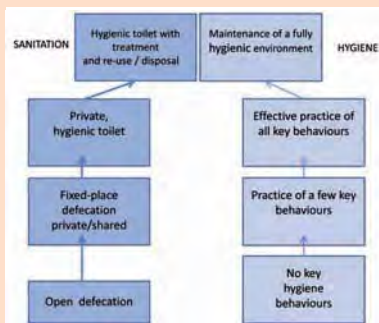 SANITATION
Hygienic toilet with
treatment
and re-use / disposal
Maintenance of a fully
hygienic environment
HYGIENE
Private,
hygienic toilet
Effective practice of
all key behaviours
Fixed-place
defecation
private/shared
Practice of a few key
behaviours
Open defecation
No key
hygiene
behaviours